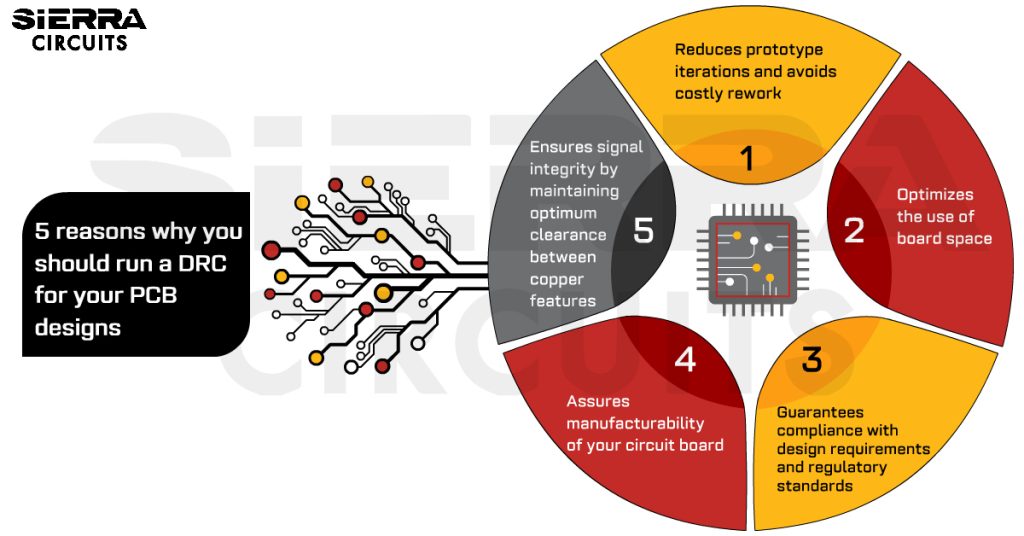 SiERRA
CIRCUITS
5 reasons why you
should run a DRC
for your PCB
designs
Reduces prototype
iterations and avoids
costly rework
1
Optimizes
the use of
board space
2
3
Guarantees
compliance with
design requirements
and regulatory
standards
4
Assures
manufacturability
of your circuit board
Ensures signal
integrity by
maintaining
optimum
clearance
between
copper
features
5
SiERRA
CIRCUITS